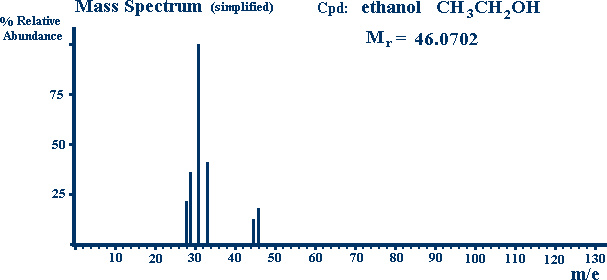 Mass Spectrum (simplified) Cpd: ethanol CH₃CH₂OH
% Relative
Abundance
Mᵣ = 46.0702
75
50
25
10 20 30 40 50 60 70 80 90 100 110 120 130
m/e